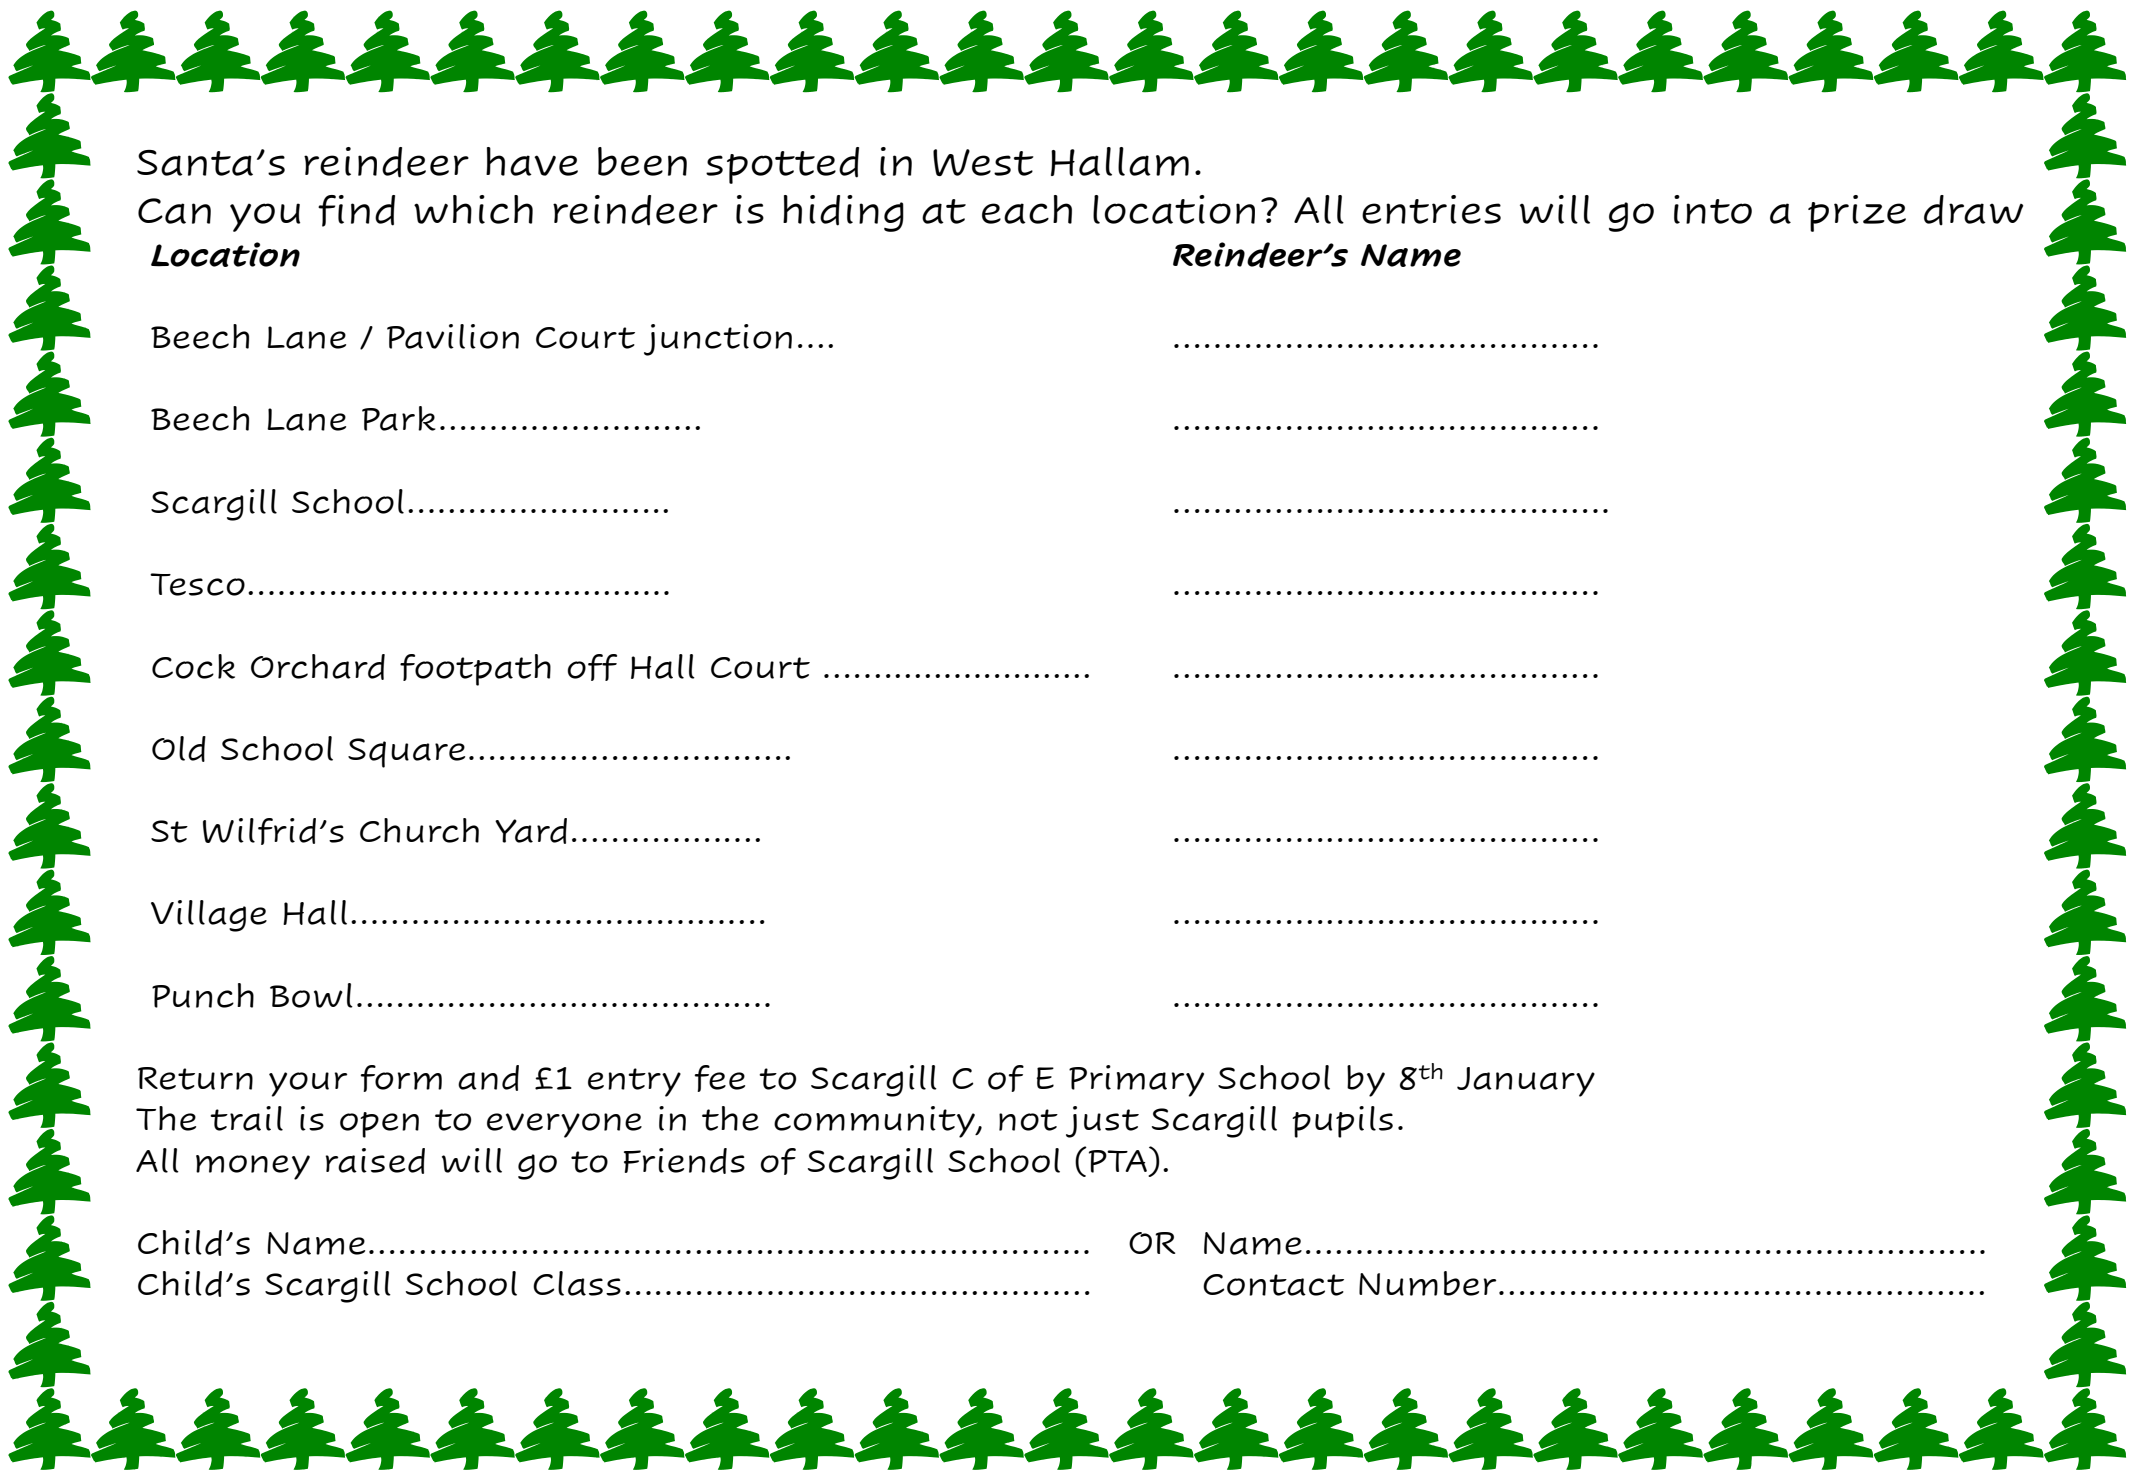 Santa’s reindeer have been spotted in West Hallam.
Can you find which reindeer is hiding at each location? All entries will go into a prize draw
Location Reindeer’s Name
Beech Lane / Pavilion Court junction.... ..........................................
Beech Lane Park.......................... ..........................................
Scargill School.......................... ...........................................
Tesco.......................................... ..........................................
Cock Orchard footpath off Hall Court .......................... ..........................................
Old School Square................................ ..........................................
St Wilfrid’s Church Yard................... ..........................................
Village Hall......................................... ..........................................
Punch Bowl......................................... ..........................................
Return your form and £1 entry fee to Scargill C of E Primary School by 8th January
The trail is open to everyone in the community, not just Scargill pupils.
All money raised will go to Friends of Scargill School (PTA).
Child’s Name....................................................................... OR Name...................................................................
Child’s Scargill School Class.............................................. Contact Number................................................